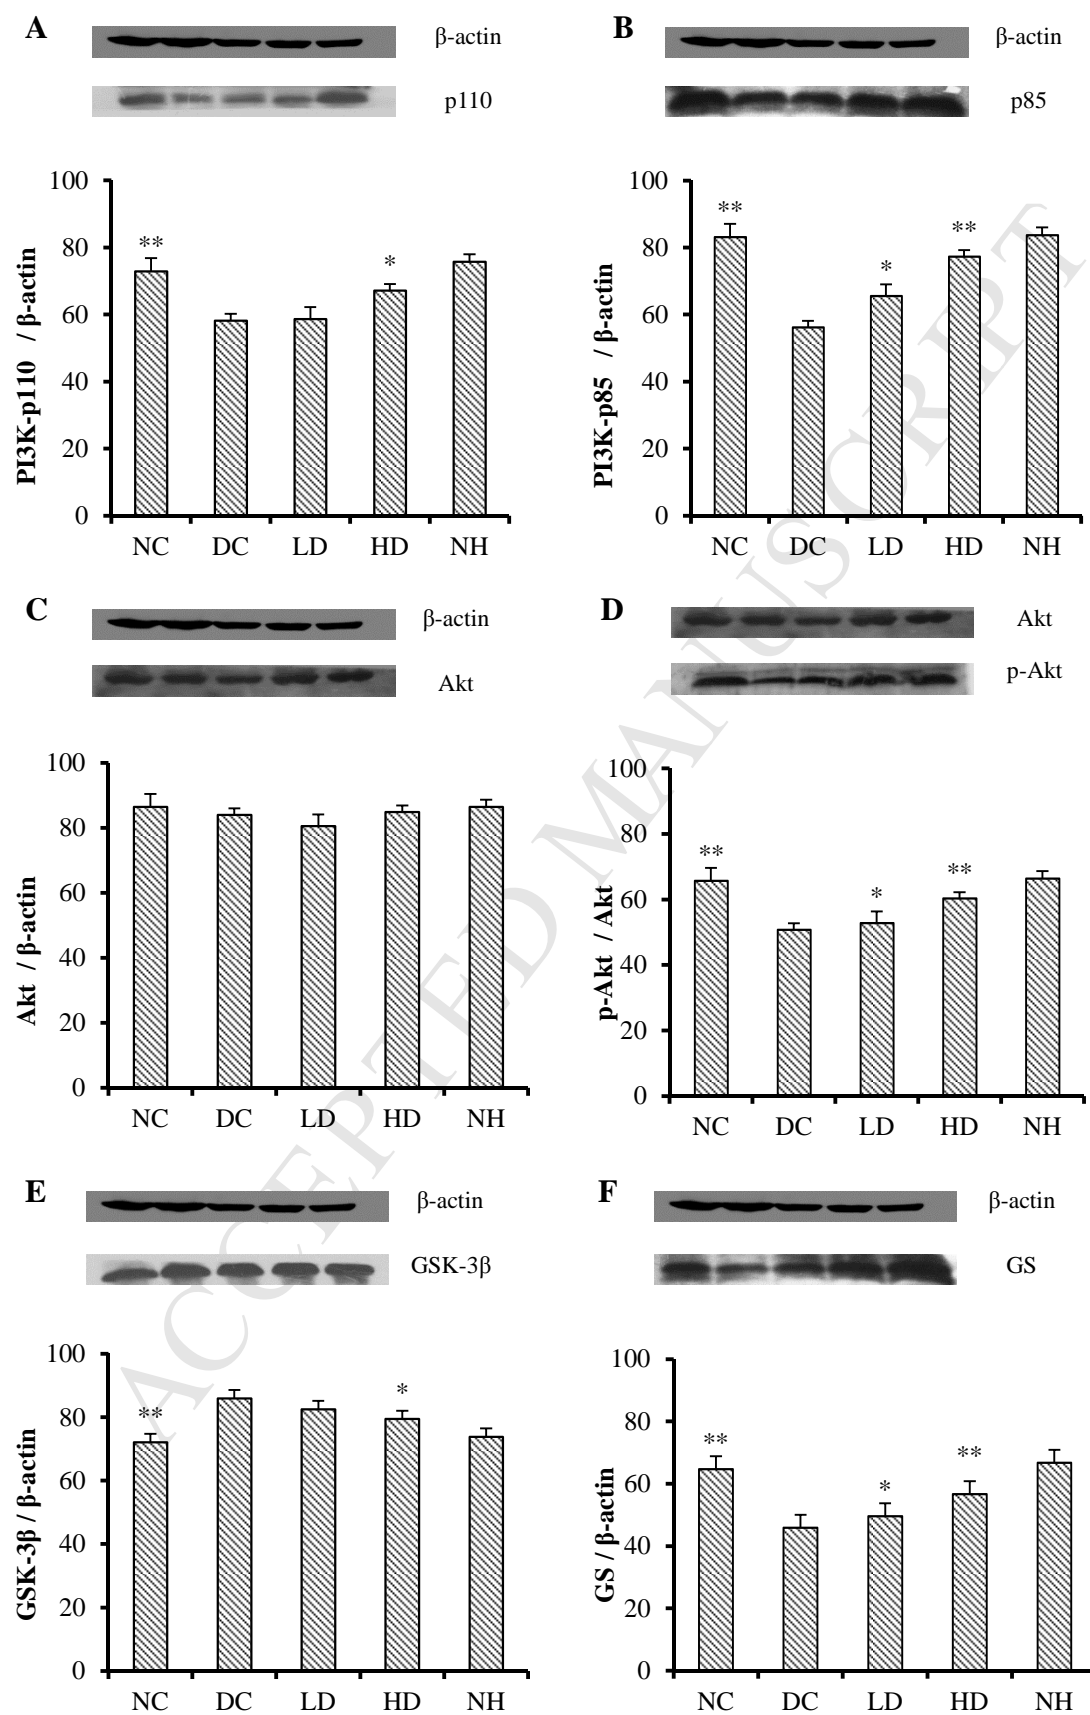 A
β-actin
p110
100
80
60
40
20
0
PI3K-p110 / β-actin
**
*
NC DC LD HD NH
B
β-actin
p85
100
80
60
40
20
0
PI3K-p85 / β-actin
**
*
**
NC DC LD HD NH
C
β-actin
Akt
100
80
60
40
20
0
Akt / β-actin
NC DC LD HD NH
D
Akt
p-Akt
100
80
60
40
20
0
p-Akt / Akt
**
*
**
NC DC LD HD NH
E
β-actin
GSK-3β
100
80
60
40
20
0
GSK-3β / β-actin
**
*
NC DC LD HD NH
F
β-actin
GS
100
80
60
40
20
0
GS / β-actin
**
*
**
NC DC LD HD NH
ACCEPTED MANUSCRIPT